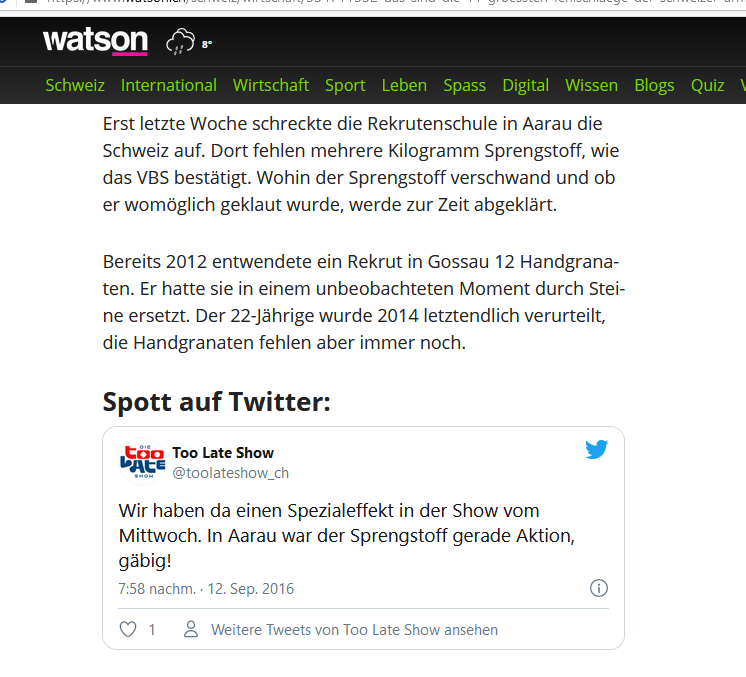 watson
8°
Schweiz International Wirtschaft Sport Leben Spass Digital Wissen Blogs Quiz
Erst letzte Woche schreckte die Rekrutenschule in Aarau die
Schweiz auf. Dort fehlen mehrere Kilogramm Sprengstoff, wie
das VBS bestätigt. Wohin der Sprengstoff verschwand und ob
er womöglich geklaut wurde, werde zur Zeit abgeklärt.
Bereits 2012 entwendete ein Rekrut in Gossau 12 Handgrana-
ten. Er hatte sie in einem unbeobachteten Moment durch Stei-
ne ersetzt. Der 22-Jährige wurde 2014 letztendlich verurteilt,
die Handgranaten fehlen aber immer noch.
Spott auf Twitter:
DIE
TOO
LATE
SHOW
Too Late Show
@toolateshow_ch
Wir haben da einen Spezialeffekt in der Show vom
Mittwoch. In Aarau war der Sprengstoff gerade Aktion,
gäbig!
7:58 nachm. · 12. Sep. 2016
1 Weitere Tweets von Too Late Show ansehen